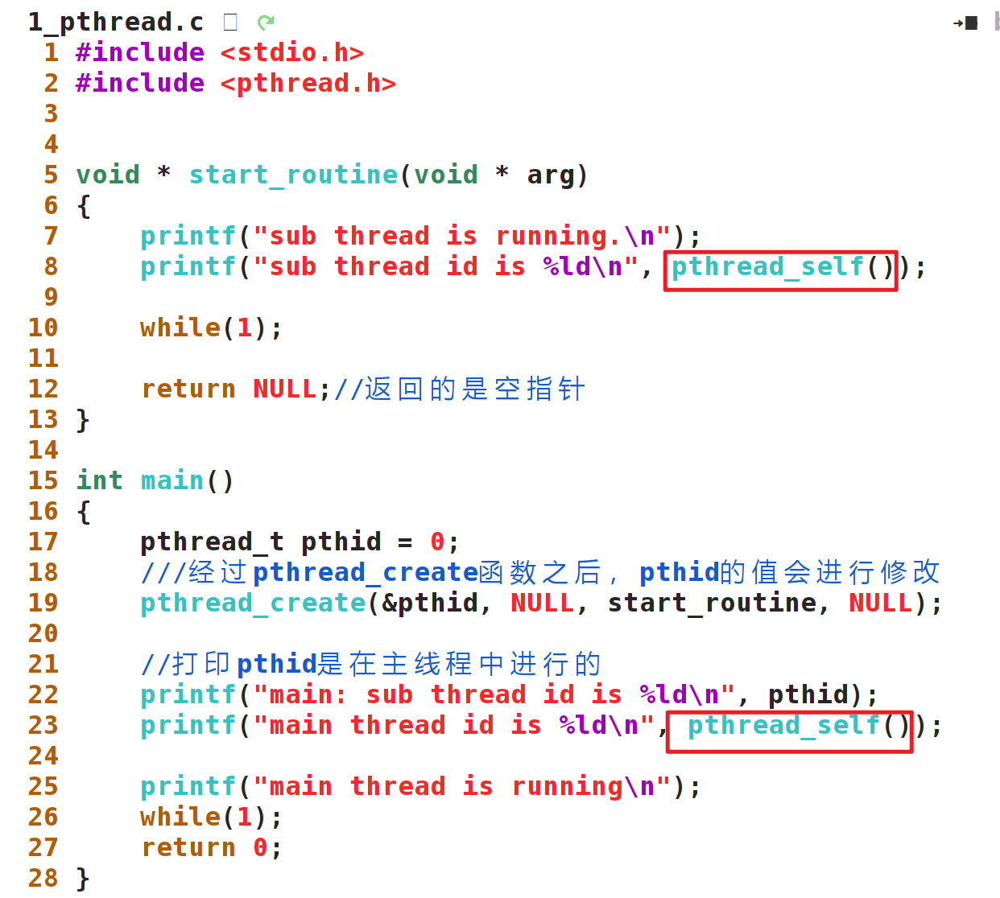 1_pthread.c
1 #include <stdio.h>
2 #include <pthread.h>
3
4
5 void * start_routine(void * arg)
6 {
7     printf("sub thread is running.\n");
8     printf("sub thread id is %ld\n", pthread_self());
9
10     while(1);
11
12     return NULL;//返回的是空指针
13 }
14
15 int main()
16 {
17     pthread_t pthid = 0;
18     ///经过pthread_create函数之后, pthid的值会进行修改
19     pthread_create(&pthid, NULL, start_routine, NULL);
20
21     //打印pthid是在主线程中进行的
22     printf("main: sub thread id is %ld\n", pthid);
23     printf("main thread id is %ld\n", pthread_self());
24
25     printf("main thread is running\n");
26     while(1);
27     return 0;
28 }